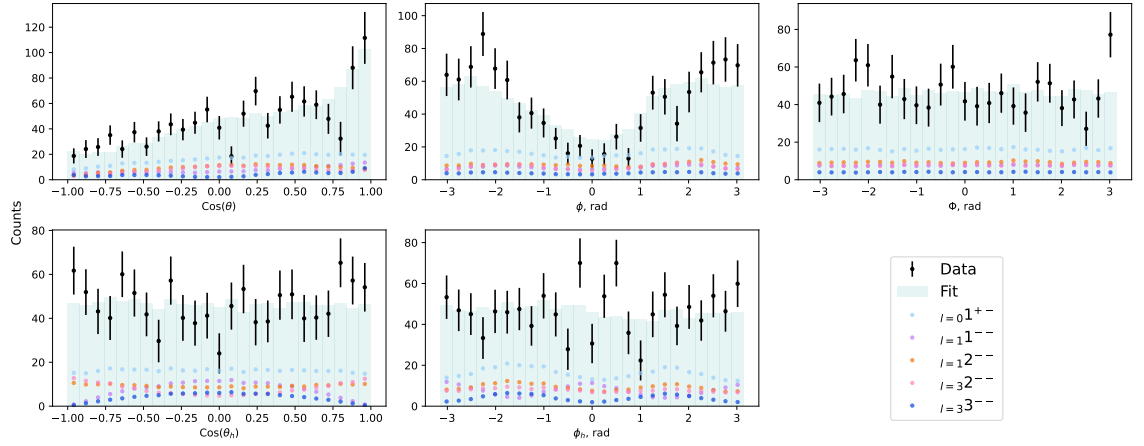 120
100
80
60
40
20
0
−1.00 −0.75 −0.50 −0.25 0.00 0.25 0.50 0.75 1.00
Cos(θ)
100
80
60
40
20
0
−3 −2 −1 0 1 2 3
ϕ, rad
80
60
40
20
0
−3 −2 −1 0 1 2 3
Φ, rad
Counts
80
60
40
20
0
−1.00 −0.75 −0.50 −0.25 0.00 0.25 0.50 0.75 1.00
Cos(θₕ)
80
60
40
20
0
−3 −2 −1 0 1 2 3
ϕₕ, rad
Data
Fit
l = 0 1⁺⁻
l = 1 1⁻⁻
l = 1 2⁻⁻
l = 3 2⁻⁻
l = 3 3⁻⁻